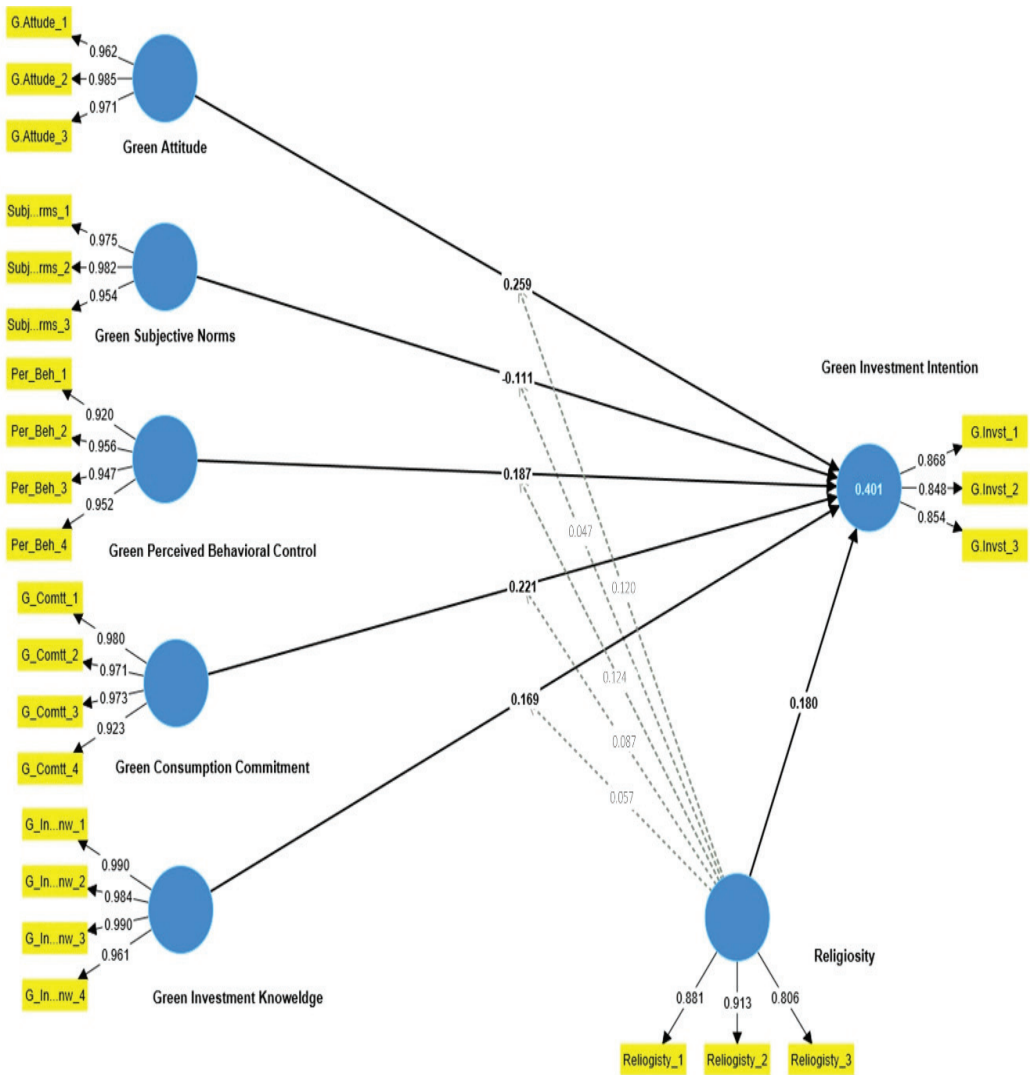 G.Attude_1
0.962
G.Attude_2
0.985
G.Attude_3
0.971
Green Attitude
Subj...rms_1
0.975
Subj...rms_2
0.982
Subj...rms_3
0.954
Green Subjective Norms
Per_Beh_1
0.920
Per_Beh_2
0.956
Per_Beh_3
0.947
Per_Beh_4
0.952
Green Perceived Behavioral Control
G_Comtt_1
0.980
G_Comtt_2
0.971
G_Comtt_3
0.973
G_Comtt_4
0.923
Green Consumption Commitment
G_In...nw_1
0.990
G_In...nw_2
0.984
G_In...nw_3
0.990
G_In...nw_4
0.961
Green Investment Knoweldge
0.259
-0.111
0.187
0.221
0.169
0.047
0.120
0.124
0.087
0.057
0.180
Green Investment Intention
0.401
0.868
G.Invst_1
0.848
G.Invst_2
0.854
G.Invst_3
Religiosity
0.881
0.913
0.806
Reliogisty_1
Reliogisty_2
Reliogisty_3